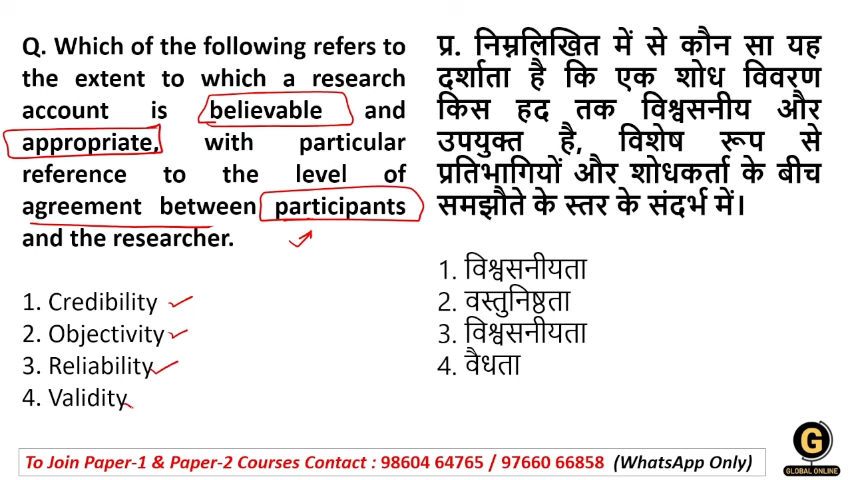 Q. Which of the following refers to
the extent to which a research
account is believable and
appropriate, with particular
reference to the level of
agreement between participants
and the researcher.
1. Credibility
2. Objectivity
3. Reliability
4. Validity
प्र. निम्नलिखित में से कौन सा यह
दर्शाता है कि एक शोध विवरण
किस हद तक विश्वसनीय और
उपयुक्त है, विशेष रूप से
प्रतिभागियों और शोधकर्ता के बीच
समझौते के स्तर के संदर्भ में।
1. विश्वसनीयता
2. वस्तुनिष्ठता
3. विश्वसनीयता
4. वैधता
G
GLOBAL ONLINE
To Join Paper-1 & Paper-2 Courses Contact : 98604 64765 / 97660 66858 (WhatsApp Only)